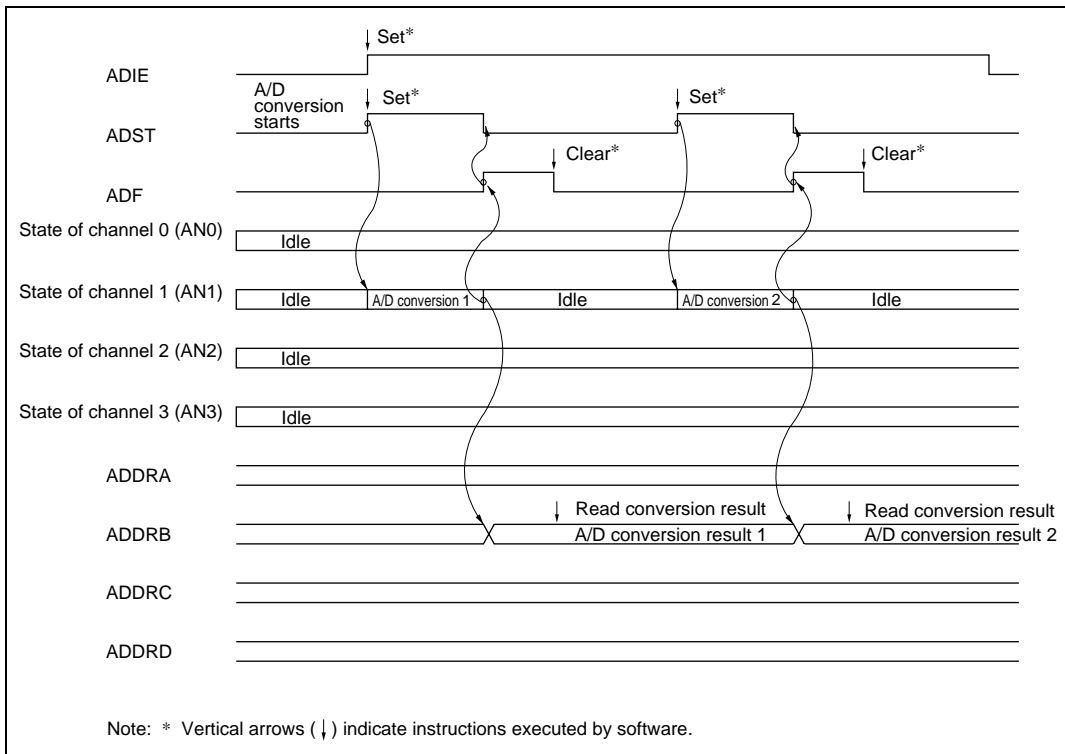 Set*
ADIE
A/D
conversion
starts
Set*
Set*
ADST
Clear*
Clear*
ADF
State of channel 0 (AN0)
Idle
State of channel 1 (AN1)
Idle
A/D conversion 1
Idle
A/D conversion 2
Idle
State of channel 2 (AN2)
Idle
State of channel 3 (AN3)
Idle
ADDRA
Read conversion result
Read conversion result
ADDRB
A/D conversion result 1
A/D conversion result 2
ADDRC
ADDRD
Note: * Vertical arrows (↓) indicate instructions executed by software.